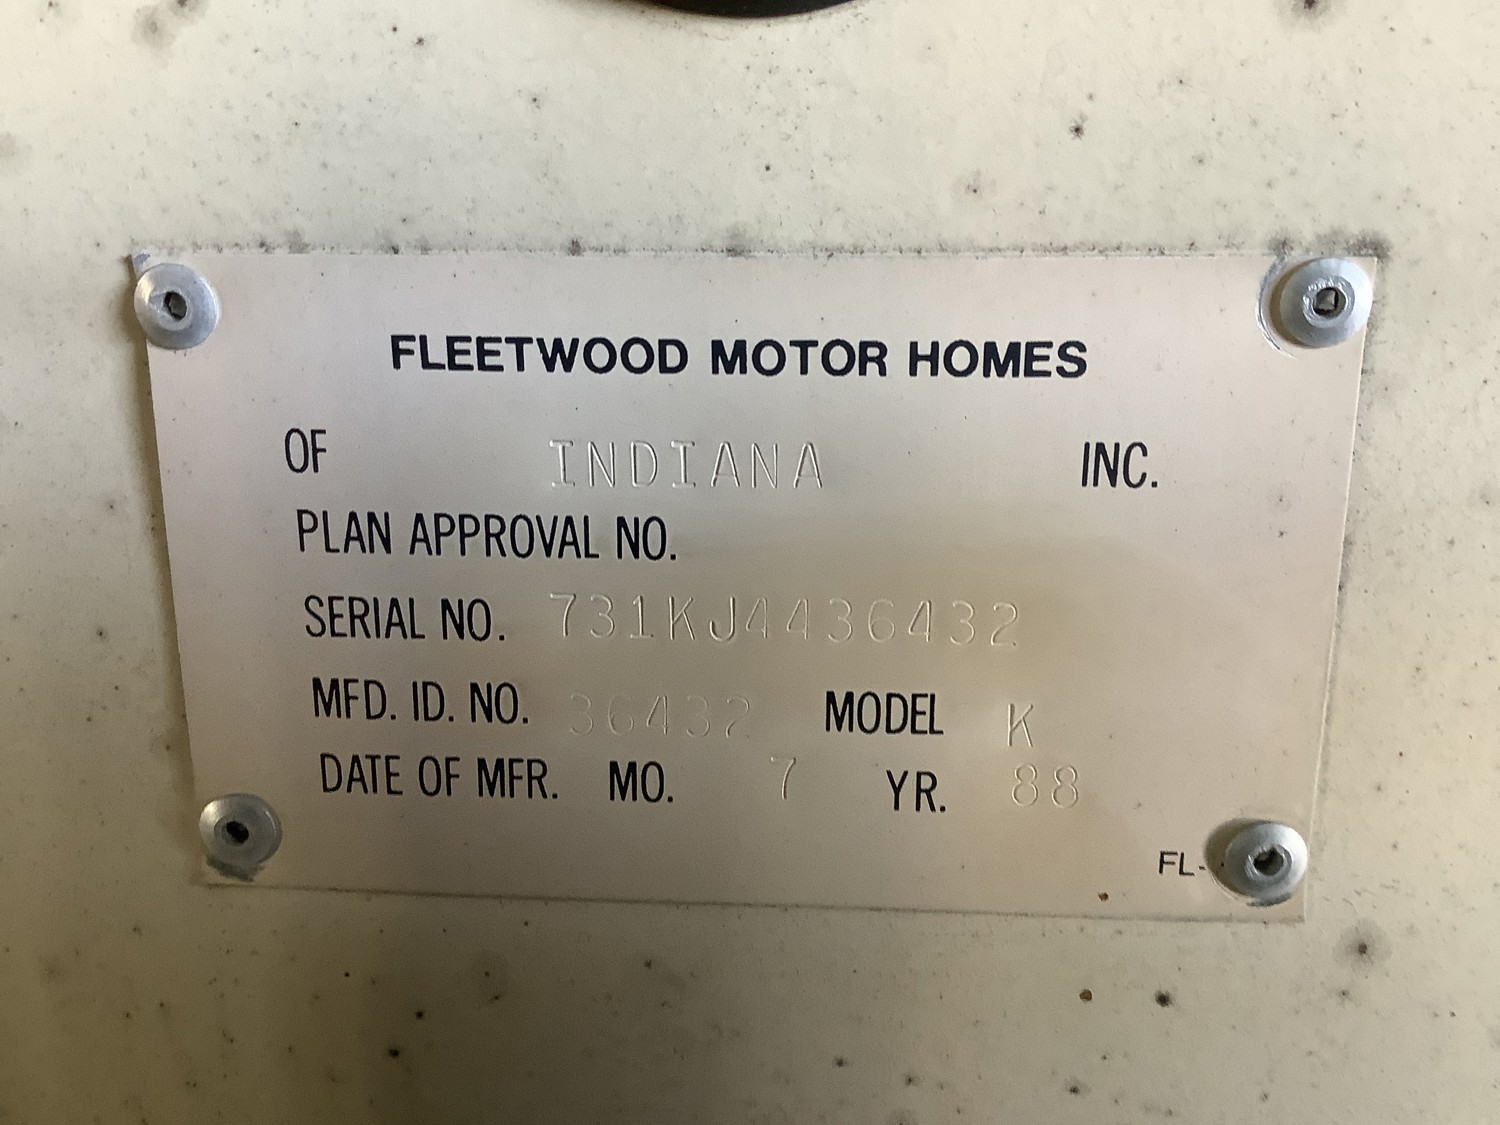 FLEETWOOD MOTOR HOMES
OF INDIANA INC.
PLAN APPROVAL NO.
SERIAL NO. 731KJ4436432
MFD. ID. NO. 36432 MODEL K
DATE OF MFR. MO. 7 YR. 88
FL-